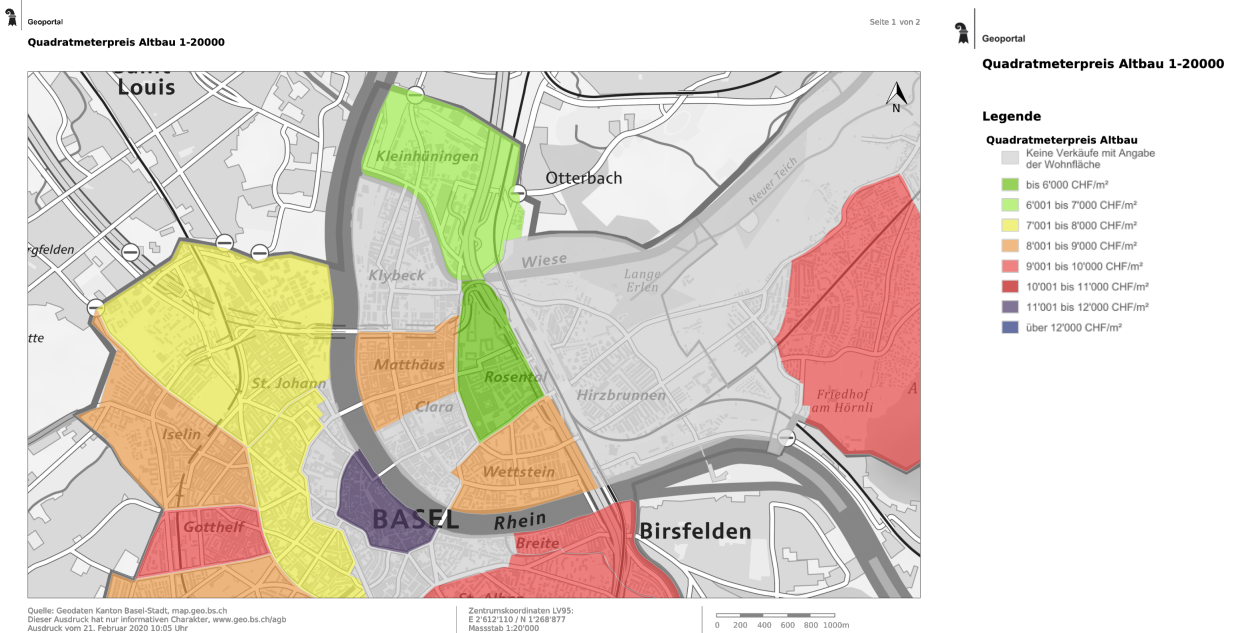 Geoportal
Seite 1 von 2
Quadratmeterpreis Altbau 1-20000
Saint-
Louis
N
Kleinhüningen
Otterbach
Neuer Teich
rgfelden
Klybeck
Wiese
Lange
Erlen
tte
Matthäus
St. Johann
Rosental
Clara
Hirzbrunnen
Friedhof
am Hörnli
A
Iselin
Wettstein
BASEL
Rhein
Birsfelden
Gotthelf
Breite
St. Alban
Quelle: Geodaten Kanton Basel-Stadt, map.geo.bs.ch
Dieser Ausdruck hat nur informativen Charakter, www.geo.bs.ch/agb
Ausdruck vom 21. Februar 2020 10:05 Uhr
Zentrumskoordinaten LV95:
E 2'612'110 / N 1'268'877
Massstab 1:20'000
0 200 400 600 800 1000m
Geoportal
Quadratmeterpreis Altbau 1-20000
Legende
Quadratmeterpreis Altbau
Keine Verkäufe mit Angabe
der Wohnfläche
bis 6'000 CHF/m²
6'001 bis 7'000 CHF/m²
7'001 bis 8'000 CHF/m²
8'001 bis 9'000 CHF/m²
9'001 bis 10'000 CHF/m²
10'001 bis 11'000 CHF/m²
11'001 bis 12'000 CHF/m²
über 12'000 CHF/m²